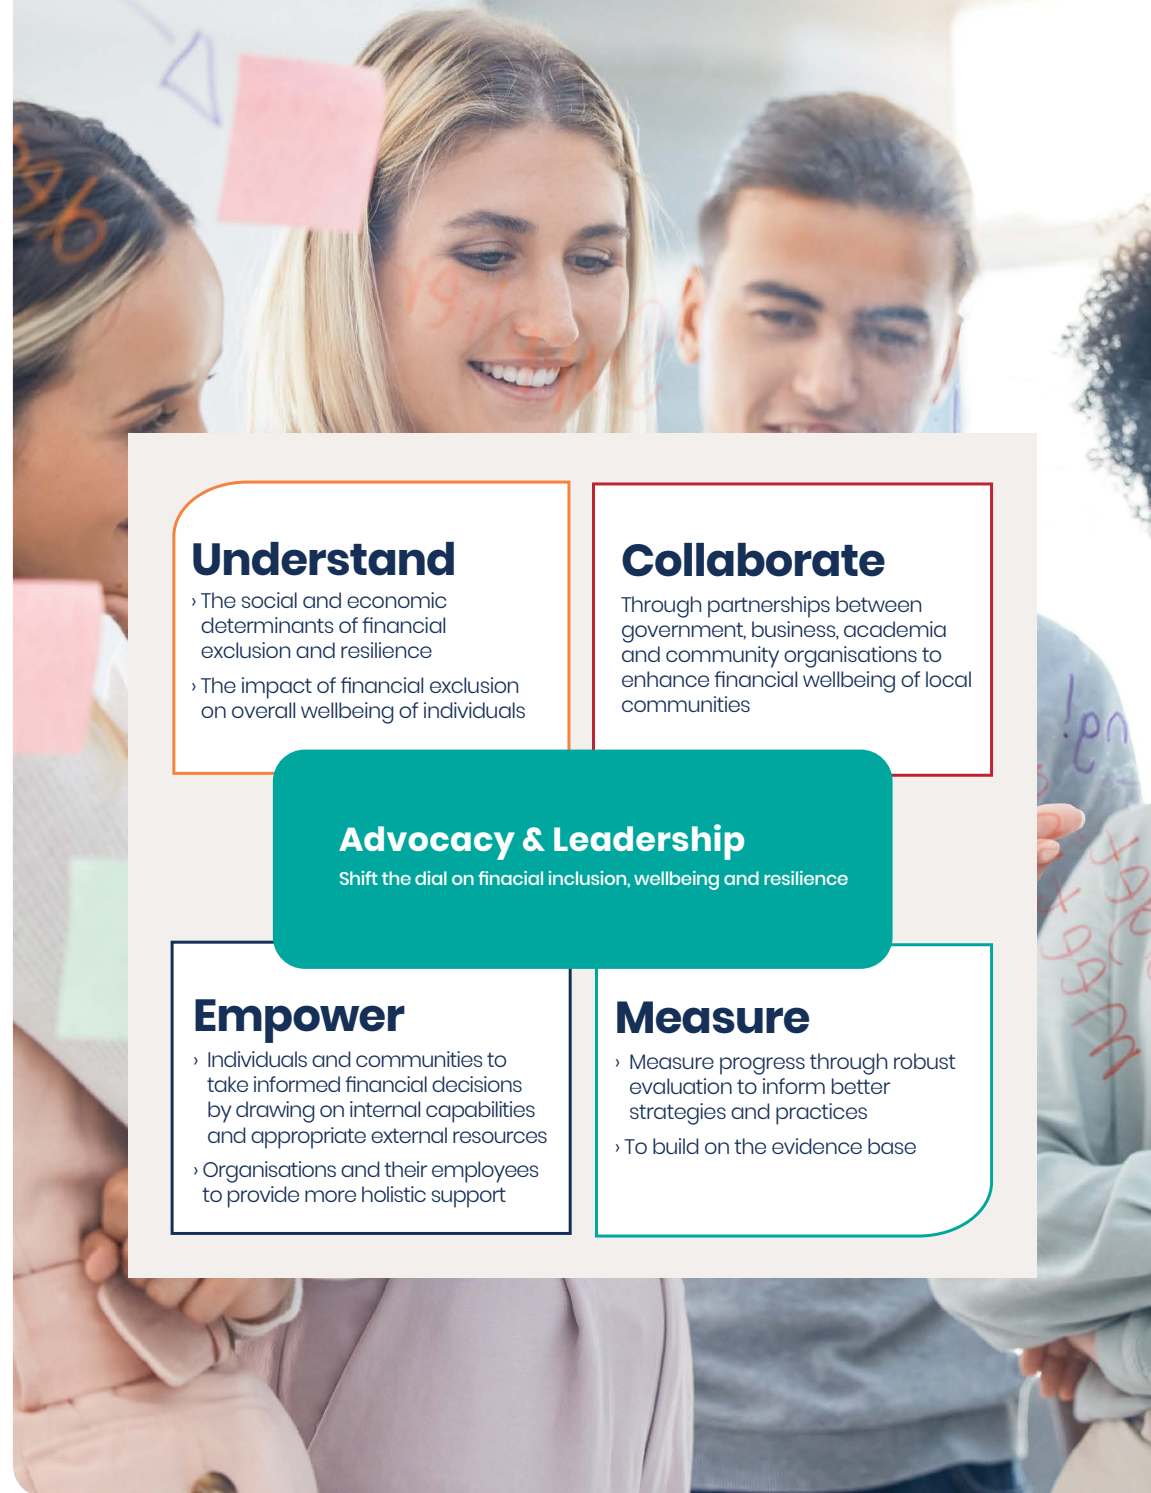 Understand
› The social and economic
determinants of financial
exclusion and resilience
› The impact of financial exclusion
on overall wellbeing of individuals
Collaborate
Through partnerships between
government, business, academia
and community organisations to
enhance financial wellbeing of local
communities
Advocacy & Leadership
Shift the dial on finacial inclusion, wellbeing and resilience
Empower
› Individuals and communities to
take informed financial decisions
by drawing on internal capabilities
and appropriate external resources
› Organisations and their employees
to provide more holistic support
Measure
› Measure progress through robust
evaluation to inform better
strategies and practices
› To build on the evidence base